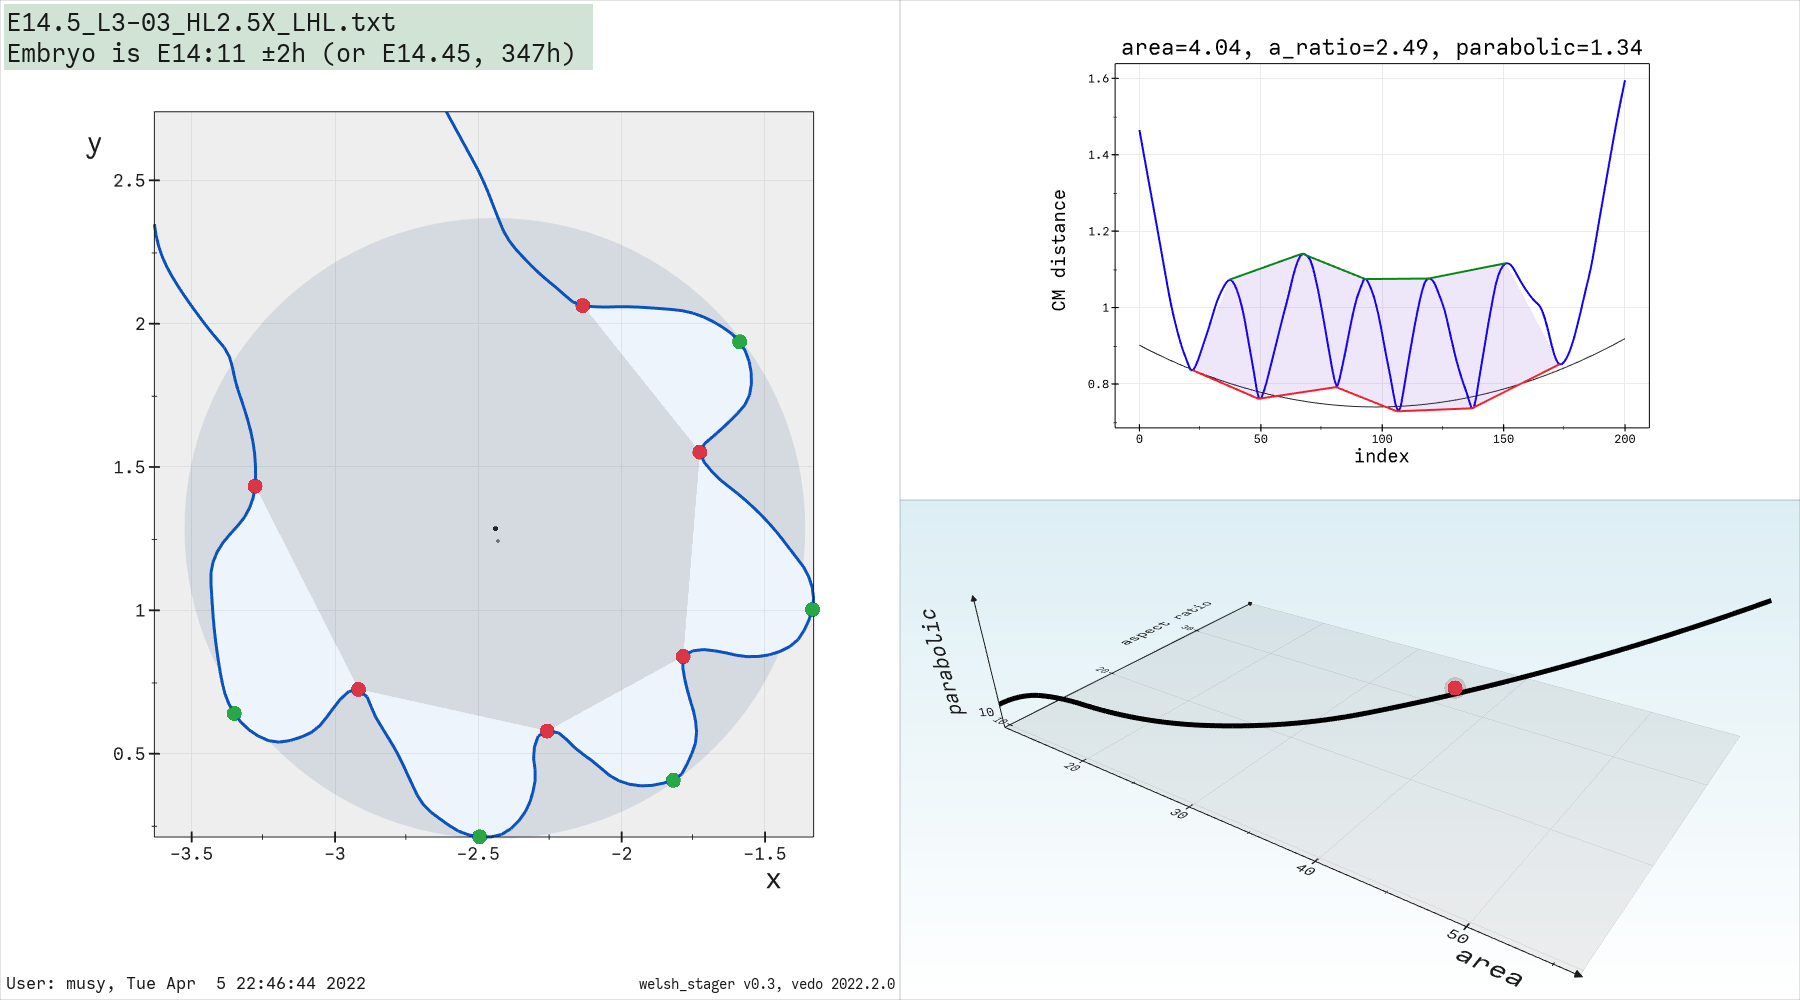 E14.5_L3-03_HL2.5X_LHL.txt
Embryo is E14:11 ±2h (or E14.45, 347h)
y
2.5
2
1.5
1
0.5
-3.5
-3
-2.5
-2
-1.5
x
User: musy, Tue Apr  5 22:46:44 2022
welsh_stager v0.3, vedo 2022.2.0
area=4.04, a_ratio=2.49, parabolic=1.34
CM distance
1.6
1.4
1.2
1
0.8
0
50
100
150
200
index
parabolic
aspect ratio
30
20
10
10
20
30
40
50
area